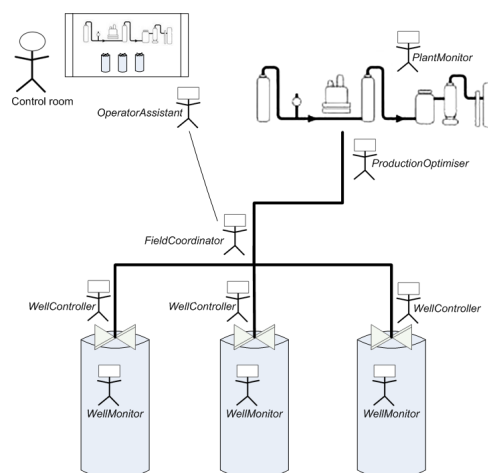 PlantMonitor
Control room
OperatorAssistant
ProductionOptimiser
FieldCoordinator
WellController
WellController
WellController
WellMonitor
WellMonitor
WellMonitor